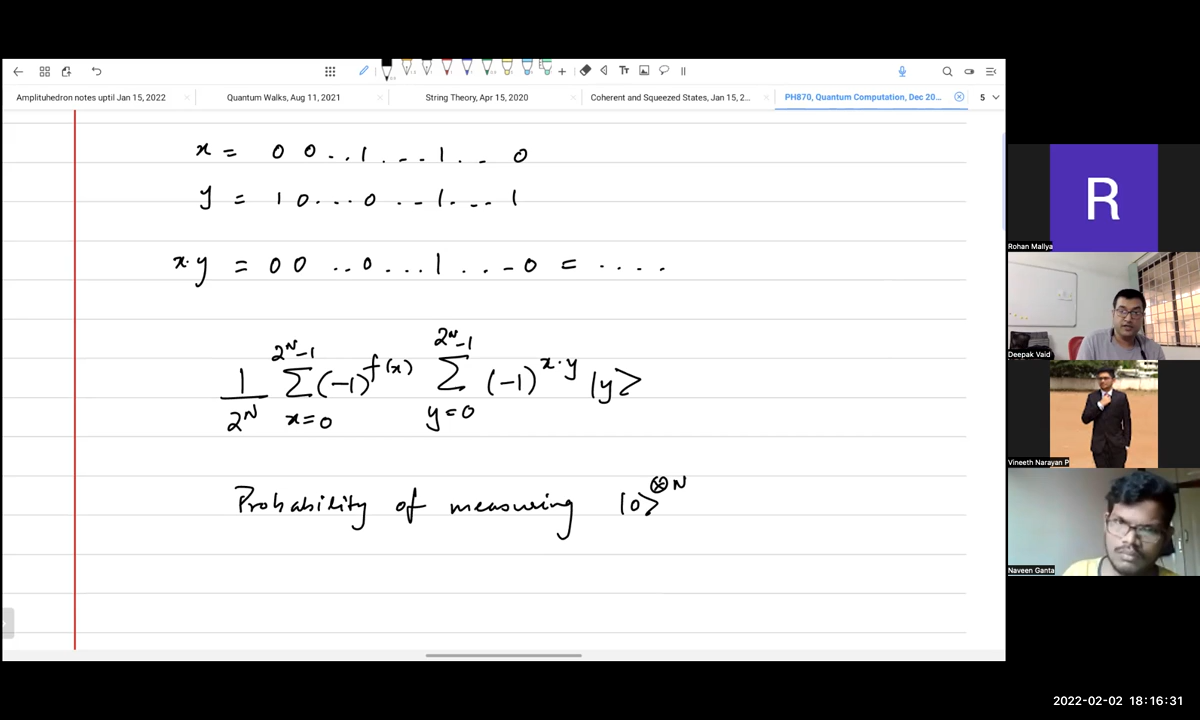 Amplituhedron notes uptil Jan 15, 2022
Quantum Walks, Aug 11, 2021
String Theory, Apr 15, 2020
Coherent and Squeezed States, Jan 15, 2...
PH870, Quantum Computation, Dec 20...
5
x = 0 0 .. 1 . -- 1 . . - 0
y = 1 0 . . . 0 . -- 1 . - - 1
x.y = 0 0 .. 0 . . . 1 . . . - 0 = . . . .
1/2^N ∑_{x=0}^{2^N-1} (-1)^{f(x)} ∑_{y=0}^{2^N-1} (-1)^{x.y} |y>
Probability of measuring |0>^{⊗N}
R
Rohan Mallya
Deepak Vaid
Vineeth Narayan P
Naveen Ganta
2022-02-02 18:16:31